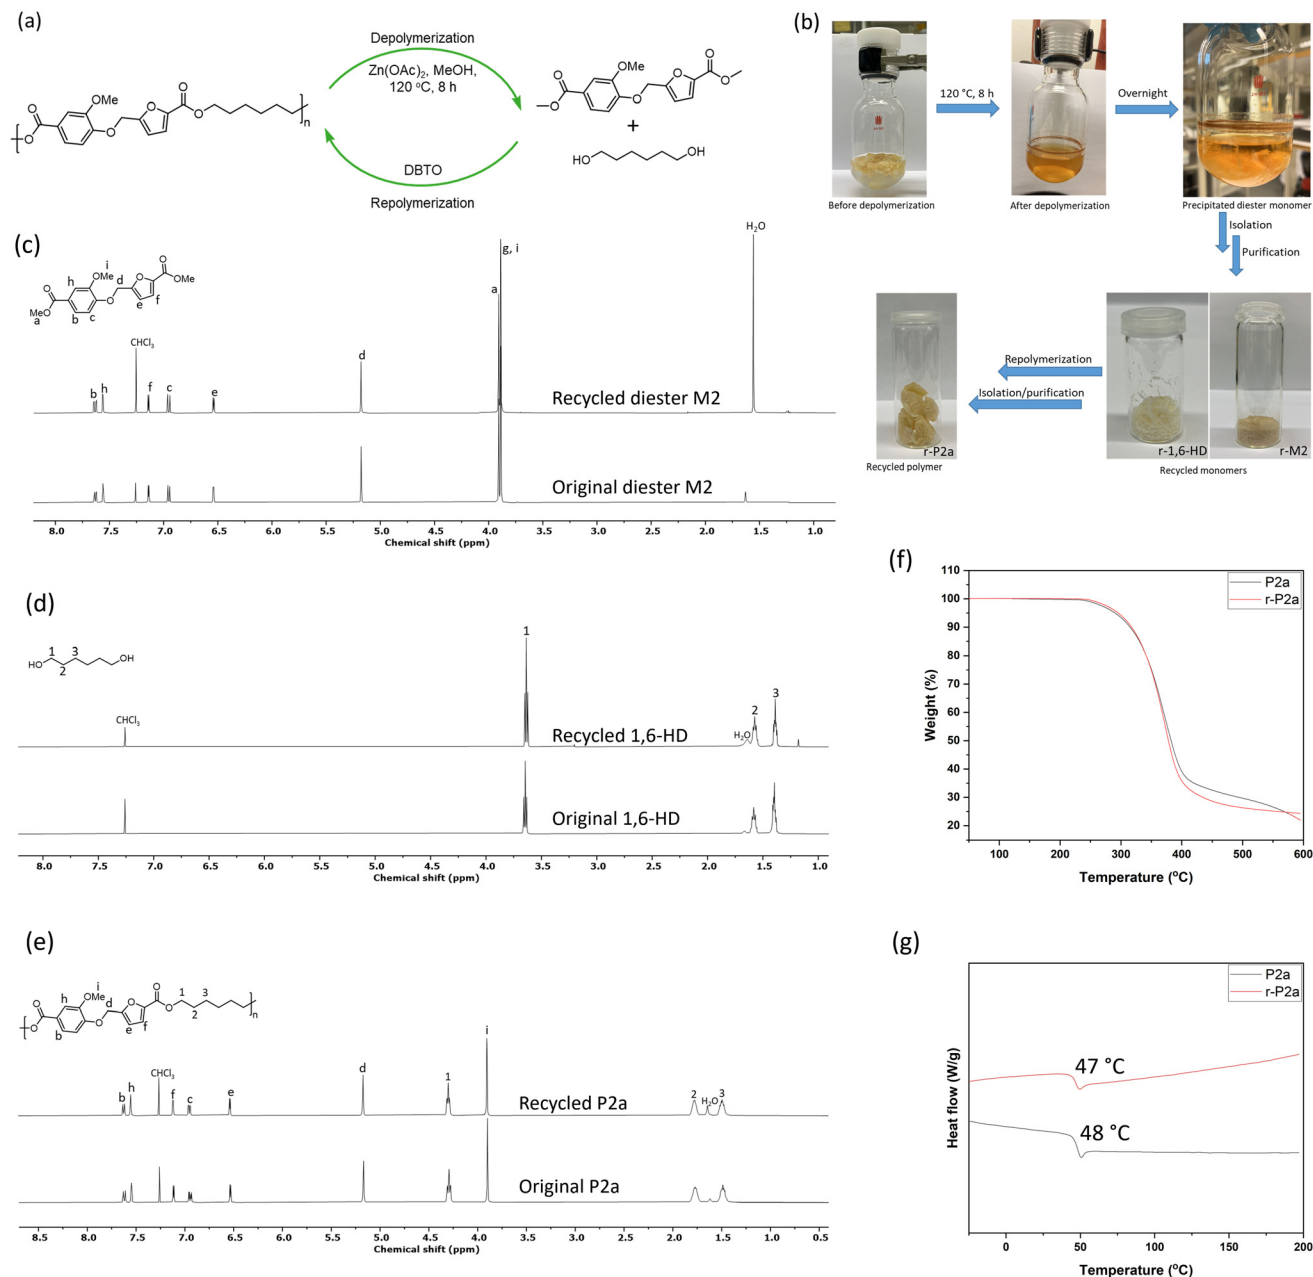 (a)
Depolymerization
Zn(OAc)₂, MeOH,
120 °C, 8 h
DBTO
Repolymerization
OMe
O
O
O
O
O
O
n
O
OMe
O
O
O
O
O
+
HO
OH
(b)
120 °C, 8 h
Overnight
Before depolymerization
After depolymerization
Precipitated diester monomer
Isolation
Purification
Repolymerization
Isolation/purification
r-P2a
r-1,6-HD
r-M2
Recycled polymer
Recycled monomers
(c)
i
OMe
h
d
O
O
OMe
O
O
e
f
MeO
a
b
c
CHCl₃
b
h
f
c
e
d
a
g, i
H₂O
Recycled diester M2
Original diester M2
8.0 7.5 7.0 6.5 6.0 5.5 5.0 4.5 4.0 3.5 3.0 2.5 2.0 1.5 1.0
Chemical shift (ppm)
(d)
1
3
OH
HO
2
CHCl₃
1
H₂O
2
3
Recycled 1,6-HD
Original 1,6-HD
8.0 7.5 7.0 6.5 6.0 5.5 5.0 4.5 4.0 3.5 3.0 2.5 2.0 1.5 1.0
Chemical shift (ppm)
(e)
i
OMe
h
d
O
O
O
O
O
O
1
3
2
n
e
f
b
b
h
CHCl₃
f
c
e
d
1
i
2
H₂O
3
Recycled P2a
Original P2a
8.5 8.0 7.5 7.0 6.5 6.0 5.5 5.0 4.5 4.0 3.5 3.0 2.5 2.0 1.5 1.0 0.5
Chemical shift (ppm)
(f)
P2a
r-P2a
110
100
90
80
70
60
50
40
30
20
Weight (%)
100 200 300 400 500 600
Temperature (°C)
(g)
P2a
r-P2a
47 °C
48 °C
Heat flow (W/g)
0 50 100 150 200
Temperature (°C)